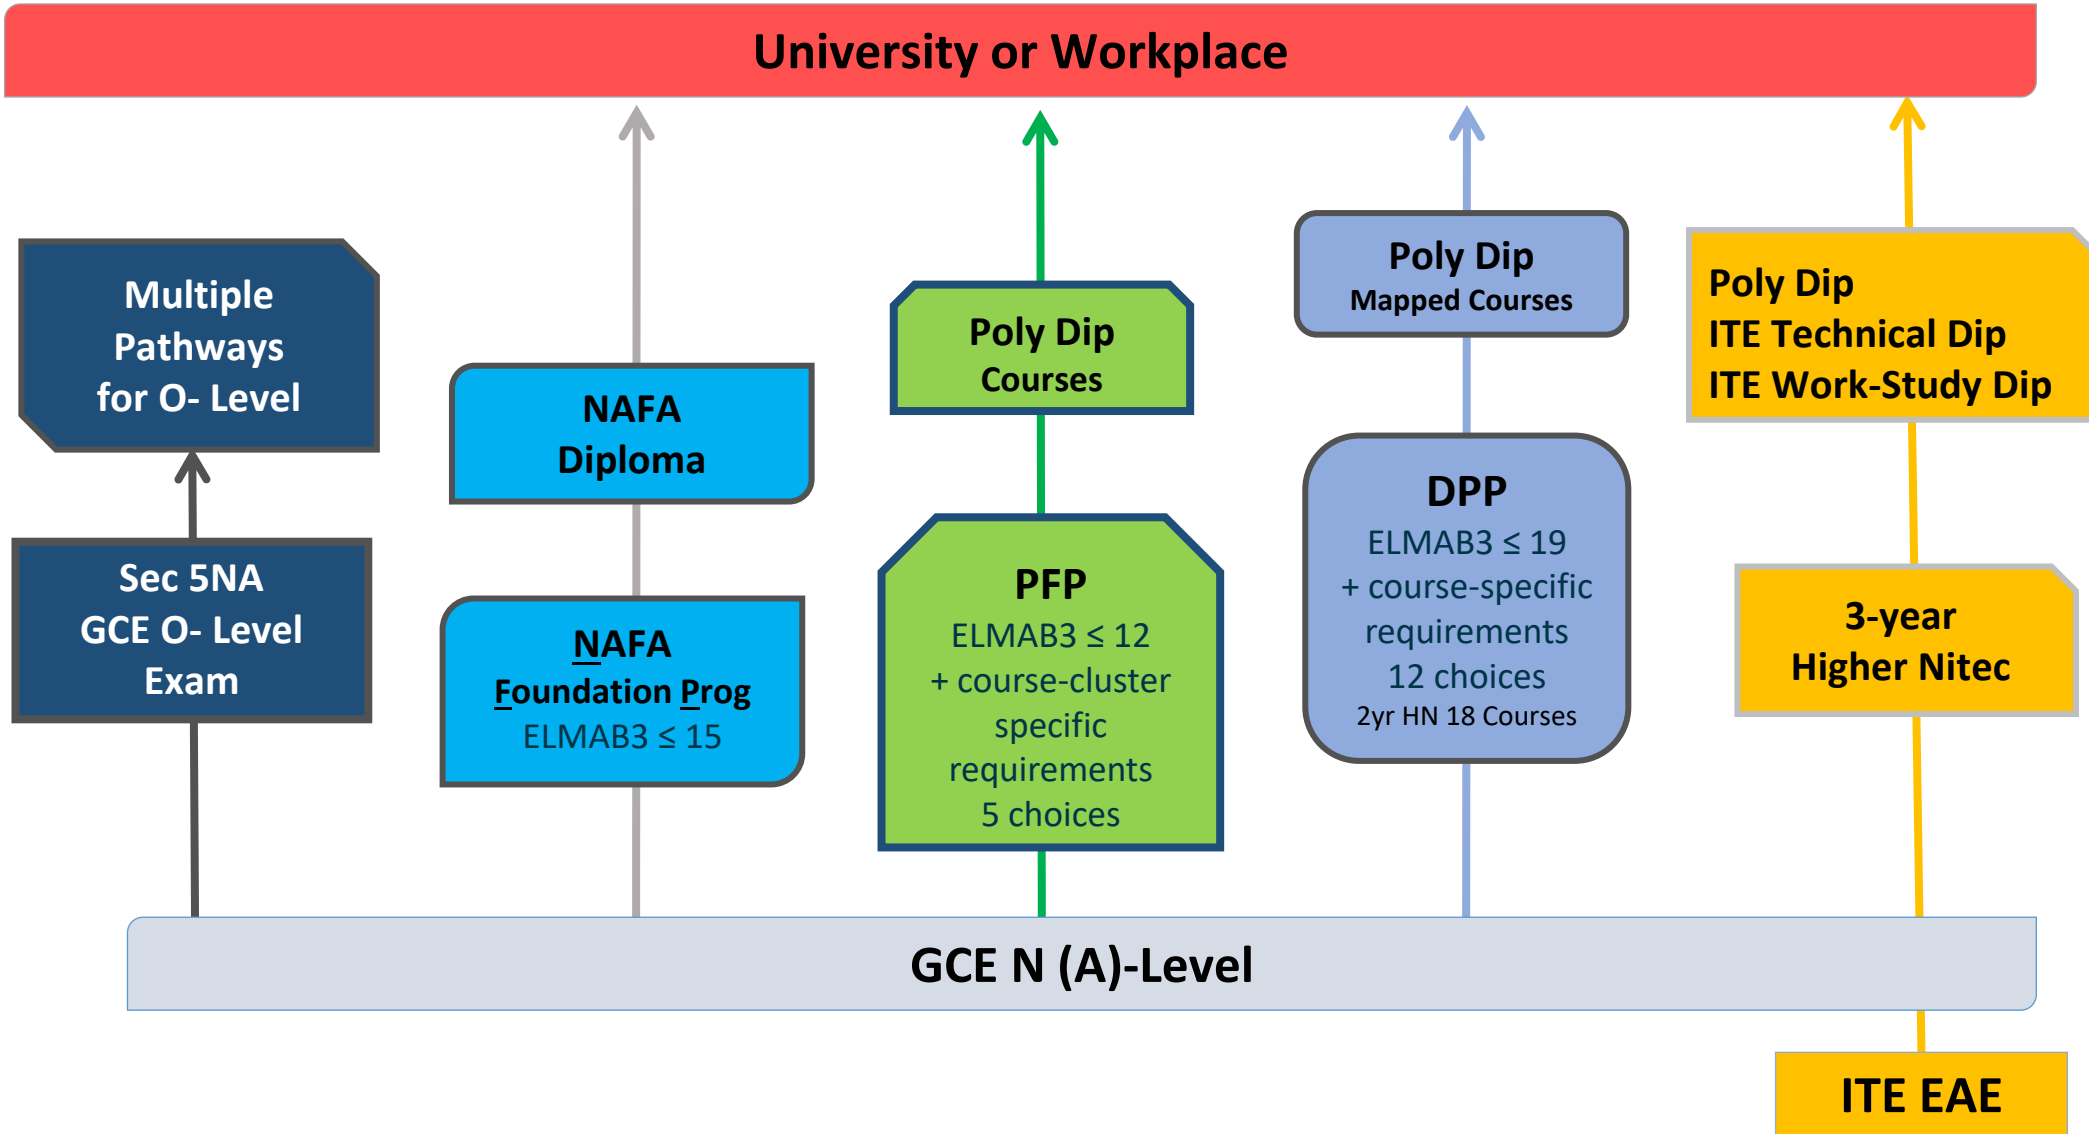 University or Workplace
Multiple
Pathways
for O- Level
Sec 5NA
GCE O- Level
Exam
NAFA
Diploma
NAFA
Foundation Prog
ELMAB3 ≤ 15
Poly Dip
Courses
PFP
ELMAB3 ≤ 12
+ course-cluster
specific
requirements
5 choices
Poly Dip
Mapped Courses
DPP
ELMAB3 ≤ 19
+ course-specific
requirements
12 choices
2yr HN 18 Courses
Poly Dip
ITE Technical Dip
ITE Work-Study Dip
3-year
Higher Nitec
GCE N (A)-Level
ITE EAE